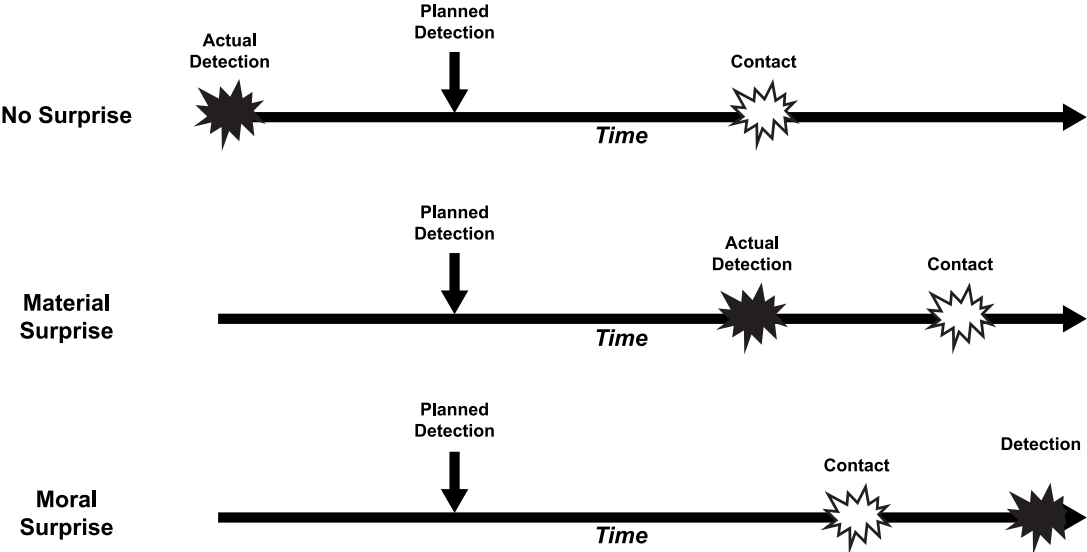 Planned
Detection
Actual
Detection
Contact
No Surprise
Time
Planned
Detection
Actual
Detection
Contact
Material
Surprise
Time
Planned
Detection
Detection
Contact
Moral
Surprise
Time